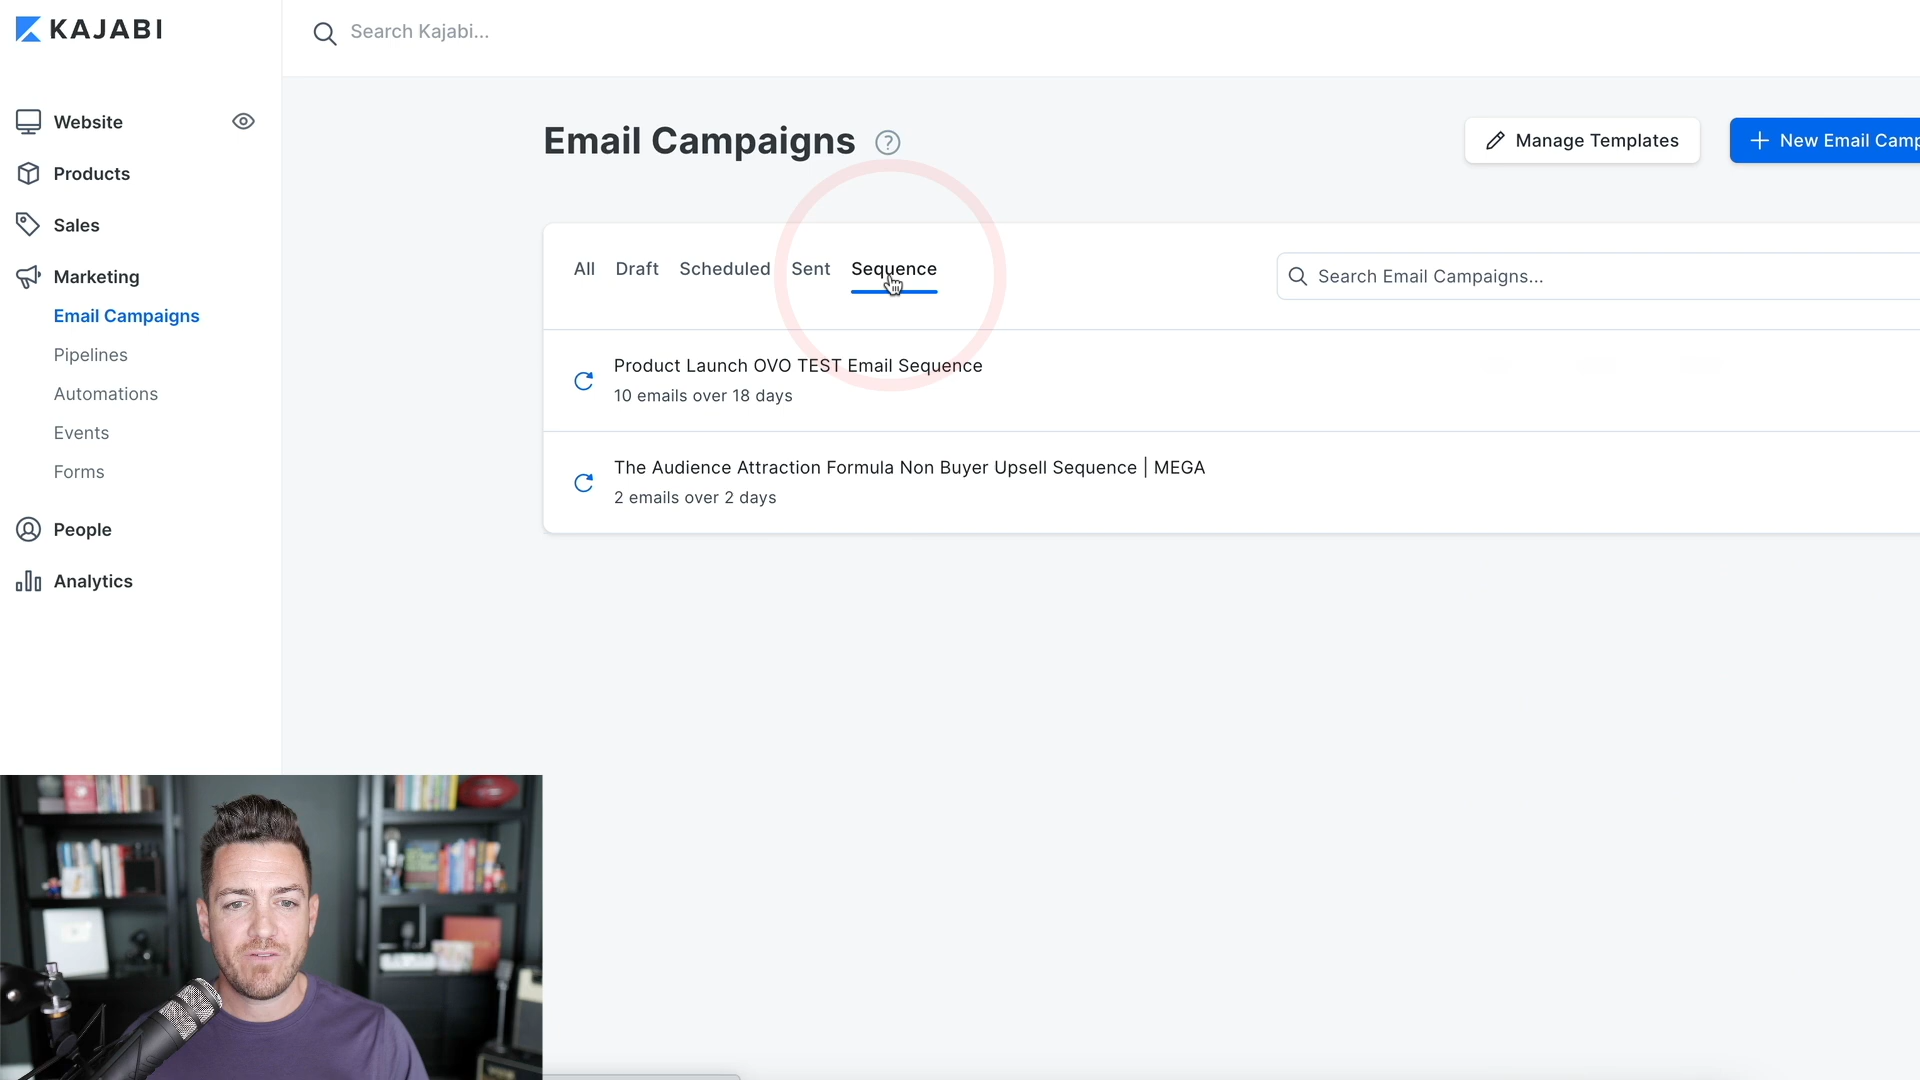 KAJABI
Search Kajabi...
Website
Products
Sales
Marketing
Email Campaigns
Pipelines
Automations
Events
Forms
People
Analytics
Email Campaigns ?
Manage Templates
+ New Email Camp
All Draft Scheduled Sent Sequence
Search Email Campaigns...
Product Launch OVO TEST Email Sequence
10 emails over 18 days
The Audience Attraction Formula Non Buyer Upsell Sequence | MEGA
2 emails over 2 days